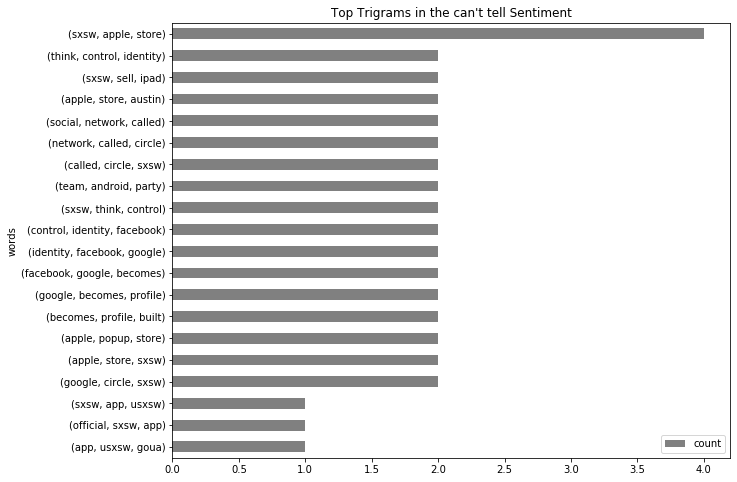 Top Trigrams in the can't tell Sentiment
words
(sxsw, apple, store)
(think, control, identity)
(sxsw, sell, ipad)
(apple, store, austin)
(social, network, called)
(network, called, circle)
(called, circle, sxsw)
(team, android, party)
(sxsw, think, control)
(control, identity, facebook)
(identity, facebook, google)
(facebook, google, becomes)
(google, becomes, profile)
(becomes, profile, built)
(apple, popup, store)
(apple, store, sxsw)
(google, circle, sxsw)
(sxsw, app, usxsw)
(official, sxsw, app)
(app, usxsw, goua)
count
0.0 0.5 1.0 1.5 2.0 2.5 3.0 3.5 4.0